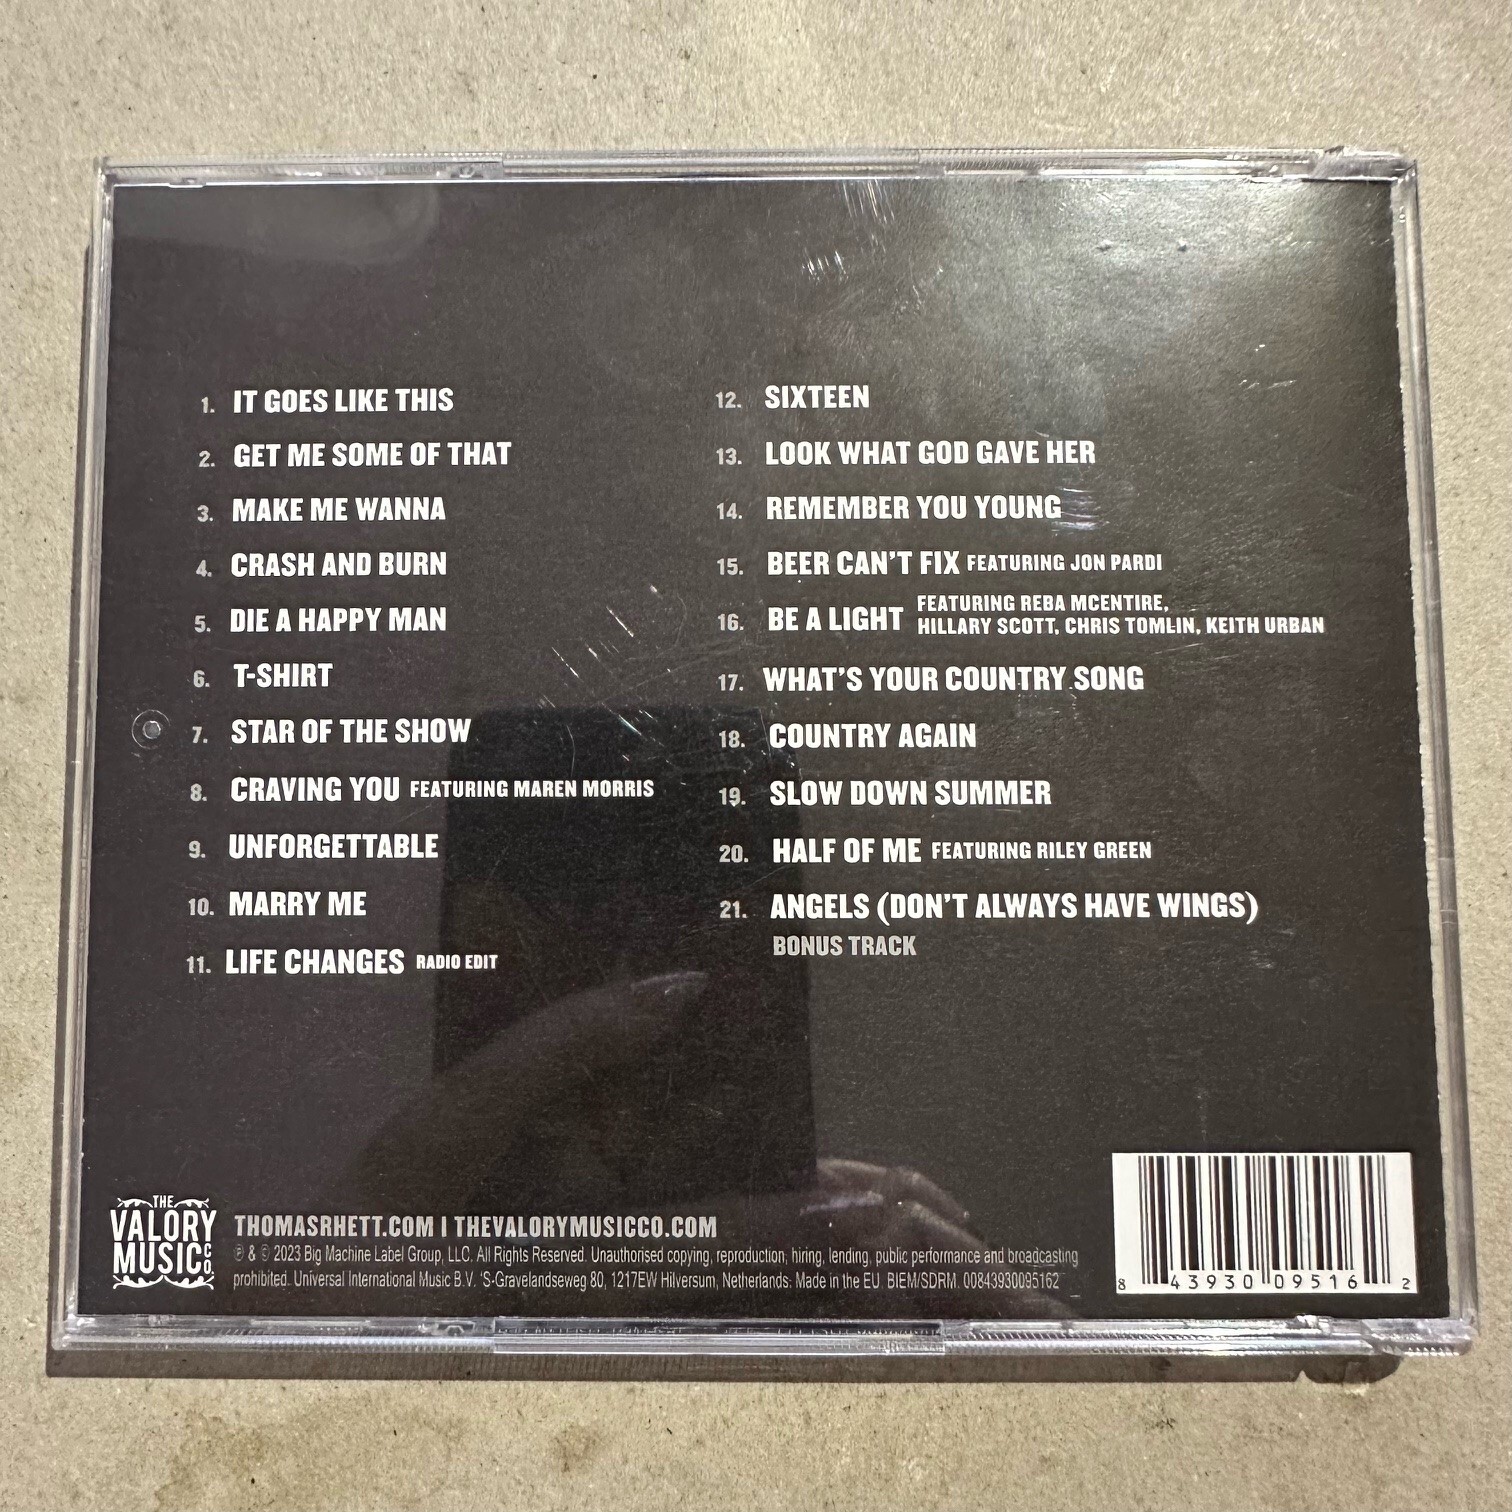 1. IT GOES LIKE THIS
2. GET ME SOME OF THAT
3. MAKE ME WANNA
4. CRASH AND BURN
5. DIE A HAPPY MAN
6. T-SHIRT
7. STAR OF THE SHOW
8. CRAVING YOU FEATURING MAREN MORRIS
9. UNFORGETTABLE
10. MARRY ME
11. LIFE CHANGES RADIO EDIT
12. SIXTEEN
13. LOOK WHAT GOD GAVE HER
14. REMEMBER YOU YOUNG
15. BEER CAN'T FIX FEATURING JON PARDI
16. BE A LIGHT FEATURING REBA MCENTIRE,
HILLARY SCOTT, CHRIS TOMLIN, KEITH URBAN
17. WHAT'S YOUR COUNTRY SONG
18. COUNTRY AGAIN
19. SLOW DOWN SUMMER
20. HALF OF ME FEATURING RILEY GREEN
21. ANGELS (DON'T ALWAYS HAVE WINGS)
BONUS TRACK
THE
VALORY
MUSIC CO.
THOMASRHETT.COM | THEVALORYMUSICCO.COM
℗ & © 2023 Big Machine Label Group, LLC. All Rights Reserved. Unauthorised copying, reproduction, hiring, lending, public performance and broadcasting
prohibited. Universal International Music B.V. 'S-Gravelandseweg 80, 1217EW Hilversum, Netherlands. Made in the EU. BIEM/SDRM. 00843930095162
8 43930 09516 2